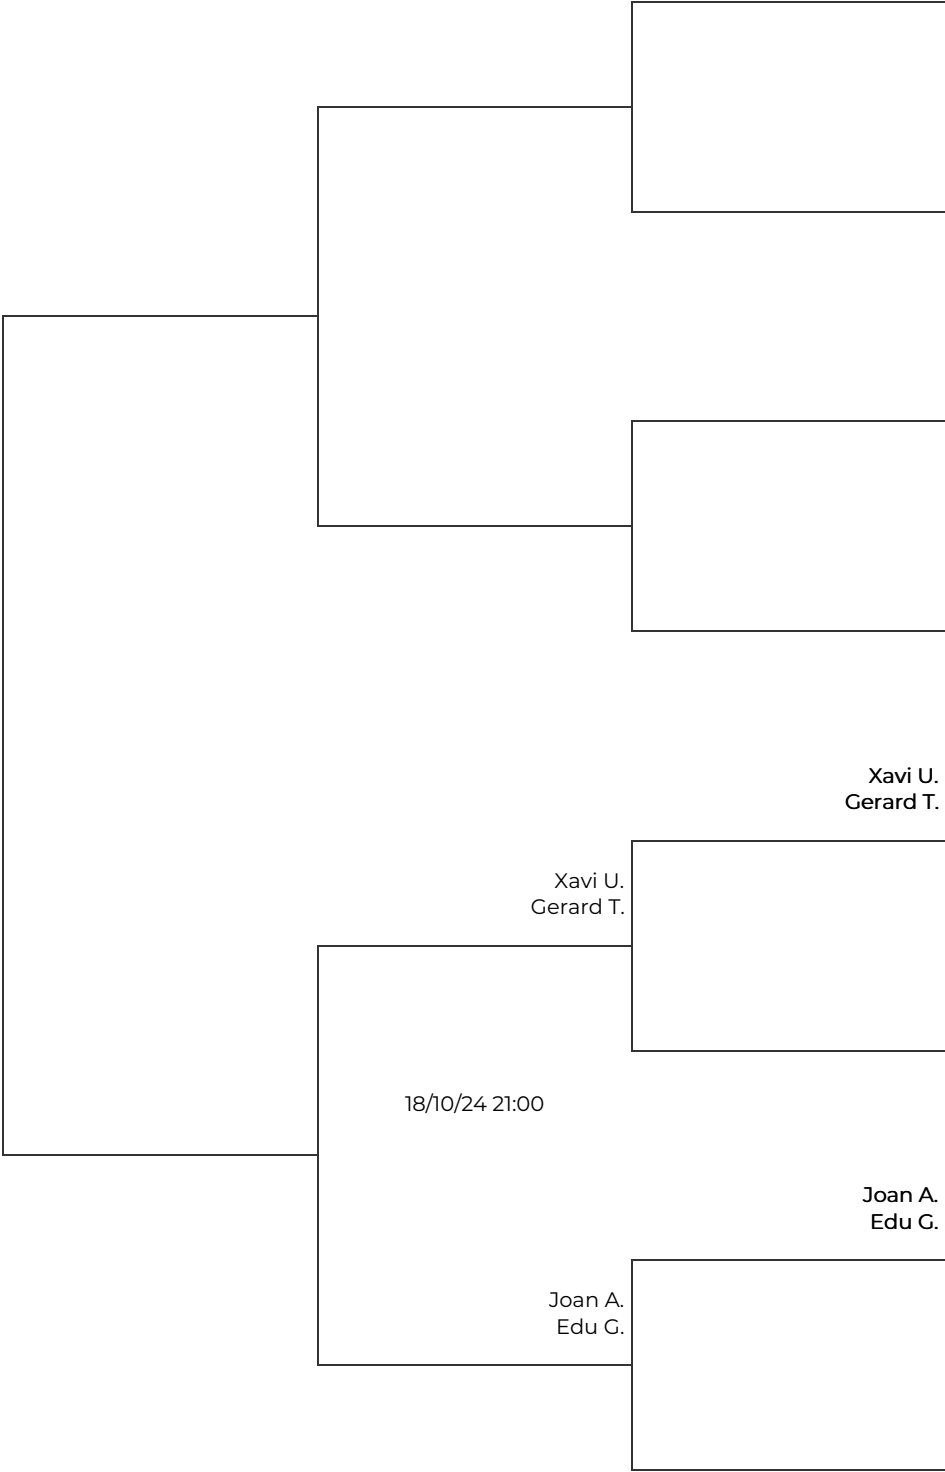 Xavi U.
Gerard T.
Xavi U.
Gerard T.
18/10/24 21:00
Joan A.
Edu G.
Joan A.
Edu G.